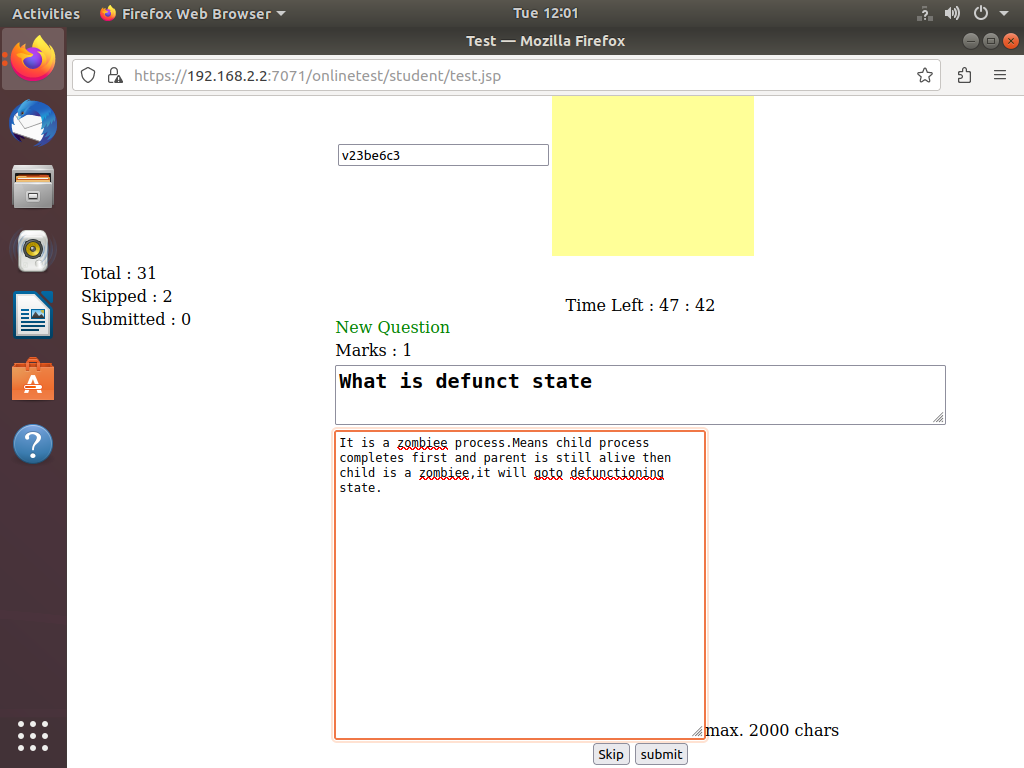 Activities
Firefox Web Browser
Tue 12:01
Test — Mozilla Firefox
https://192.168.2.2:7071/onlinetest/student/test.jsp
v23be6c3
Total : 31
Skipped : 2
Submitted : 0
Time Left : 47 : 42
New Question
Marks : 1
What is defunct state
It is a zombiee process.Means child process
completes first and parent is still alive then
child is a zombiee,it will goto defunctioning
state.
max. 2000 chars
Skip
submit